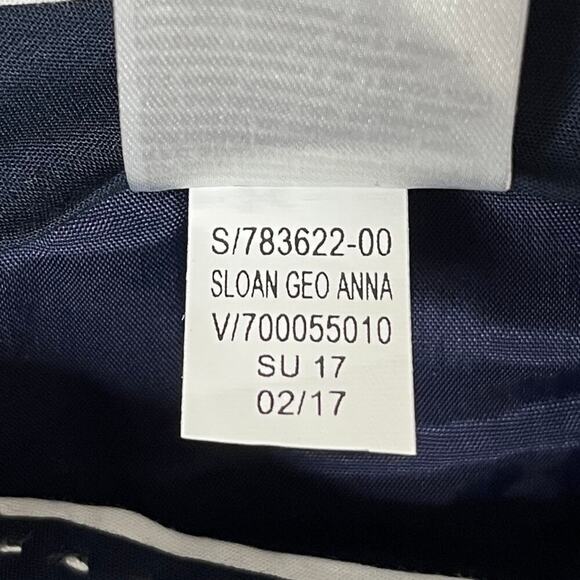 S/783622-00
SLOAN GEO ANNA
V/700055010
SU 17
02/17